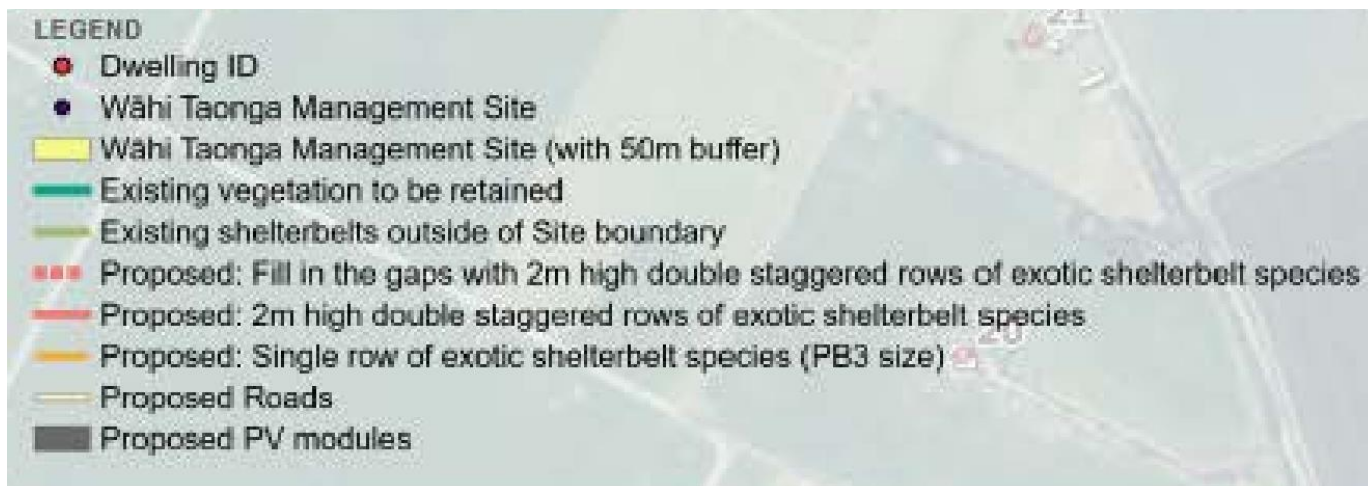 LEGEND
21
Dwelling ID
Wāhi Taonga Management Site
Wāhi Taonga Management Site (with 50m buffer)
Existing vegetation to be retained
Existing shelterbelts outside of Site boundary
Proposed: Fill in the gaps with 2m high double staggered rows of exotic shelterbelt species
Proposed: 2m high double staggered rows of exotic shelterbelt species
20
Proposed: Single row of exotic shelterbelt species (PB3 size)
Proposed Roads
Proposed PV modules